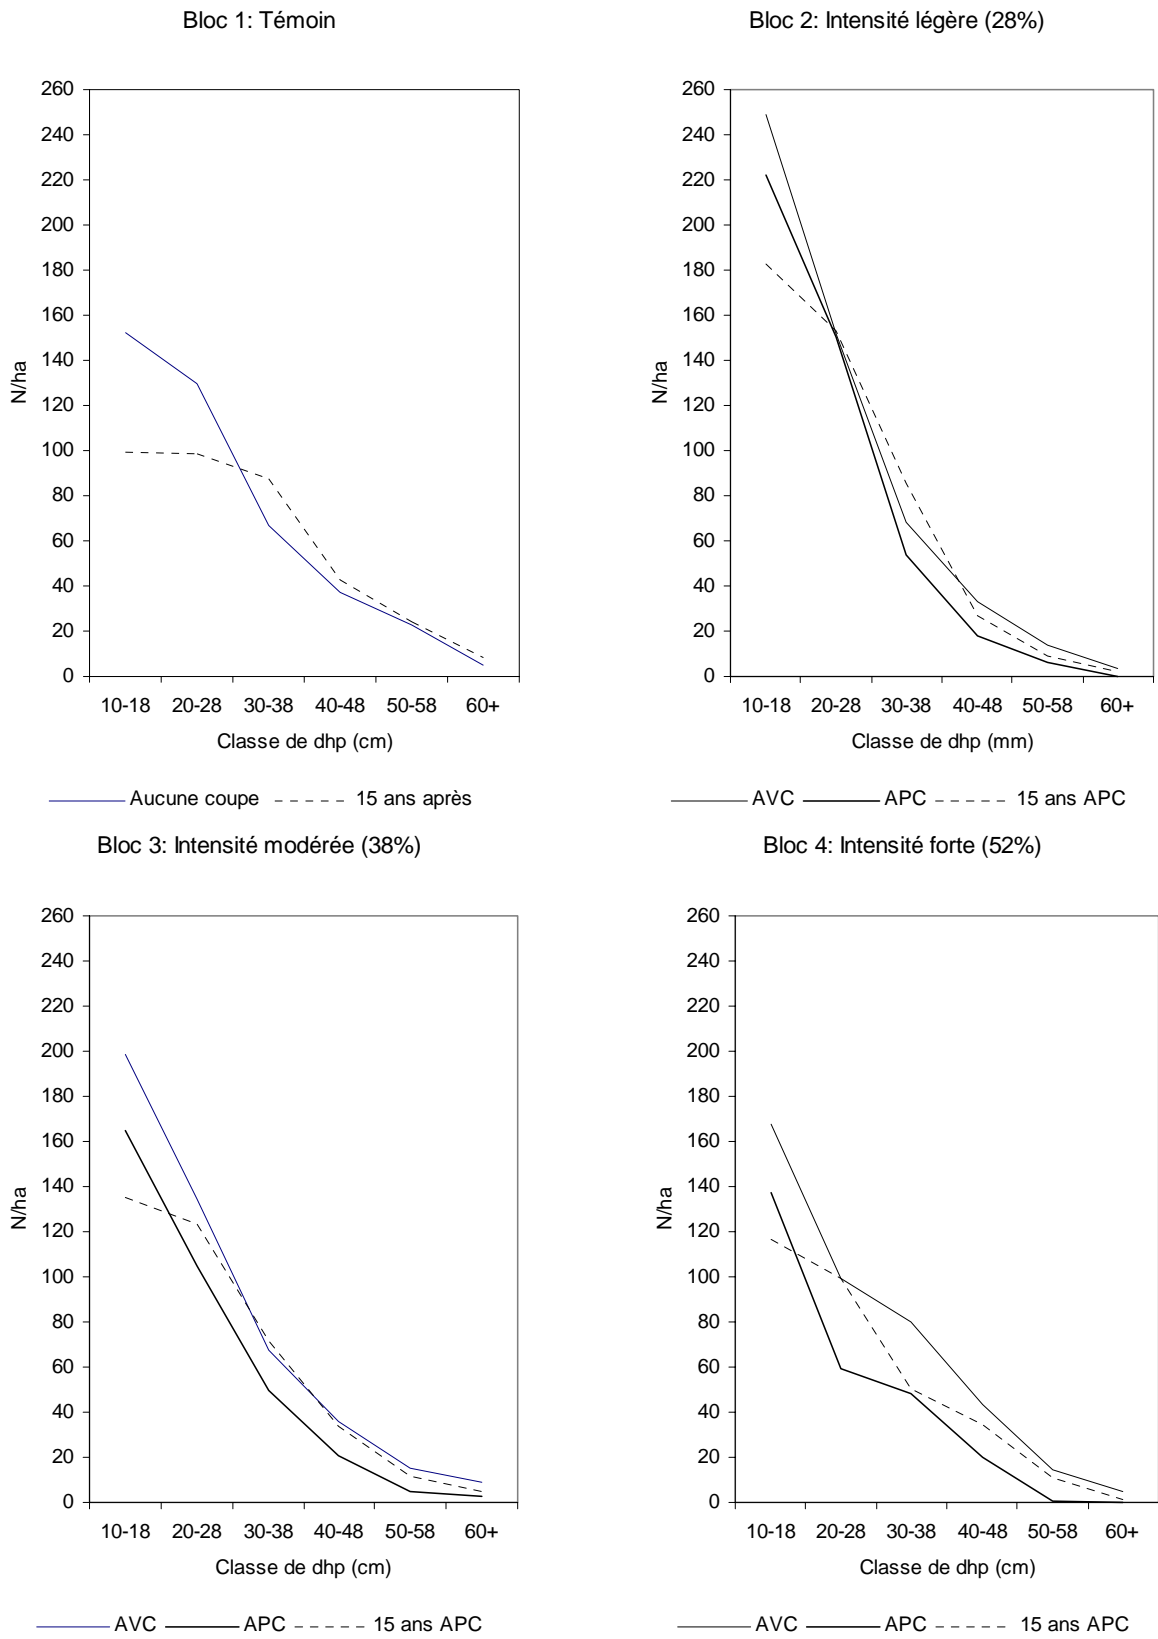 Bloc 1: Témoin
260
240
220
200
180
160
140
120
100
80
60
40
20
0
N/ha
10-18 20-28 30-38 40-48 50-58 60+
Classe de dhp (cm)
Aucune coupe 15 ans après
Bloc 2: Intensité légère (28%)
260
240
220
200
180
160
140
120
100
80
60
40
20
0
N/ha
10-18 20-28 30-38 40-48 50-58 60+
Classe de dhp (mm)
AVC APC 15 ans APC
Bloc 3: Intensité modérée (38%)
260
240
220
200
180
160
140
120
100
80
60
40
20
0
N/ha
10-18 20-28 30-38 40-48 50-58 60+
Classe de dhp (cm)
AVC APC 15 ans APC
Bloc 4: Intensité forte (52%)
260
240
220
200
180
160
140
120
100
80
60
40
20
0
N/ha
10-18 20-28 30-38 40-48 50-58 60+
Classe de dhp (cm)
AVC APC 15 ans APC